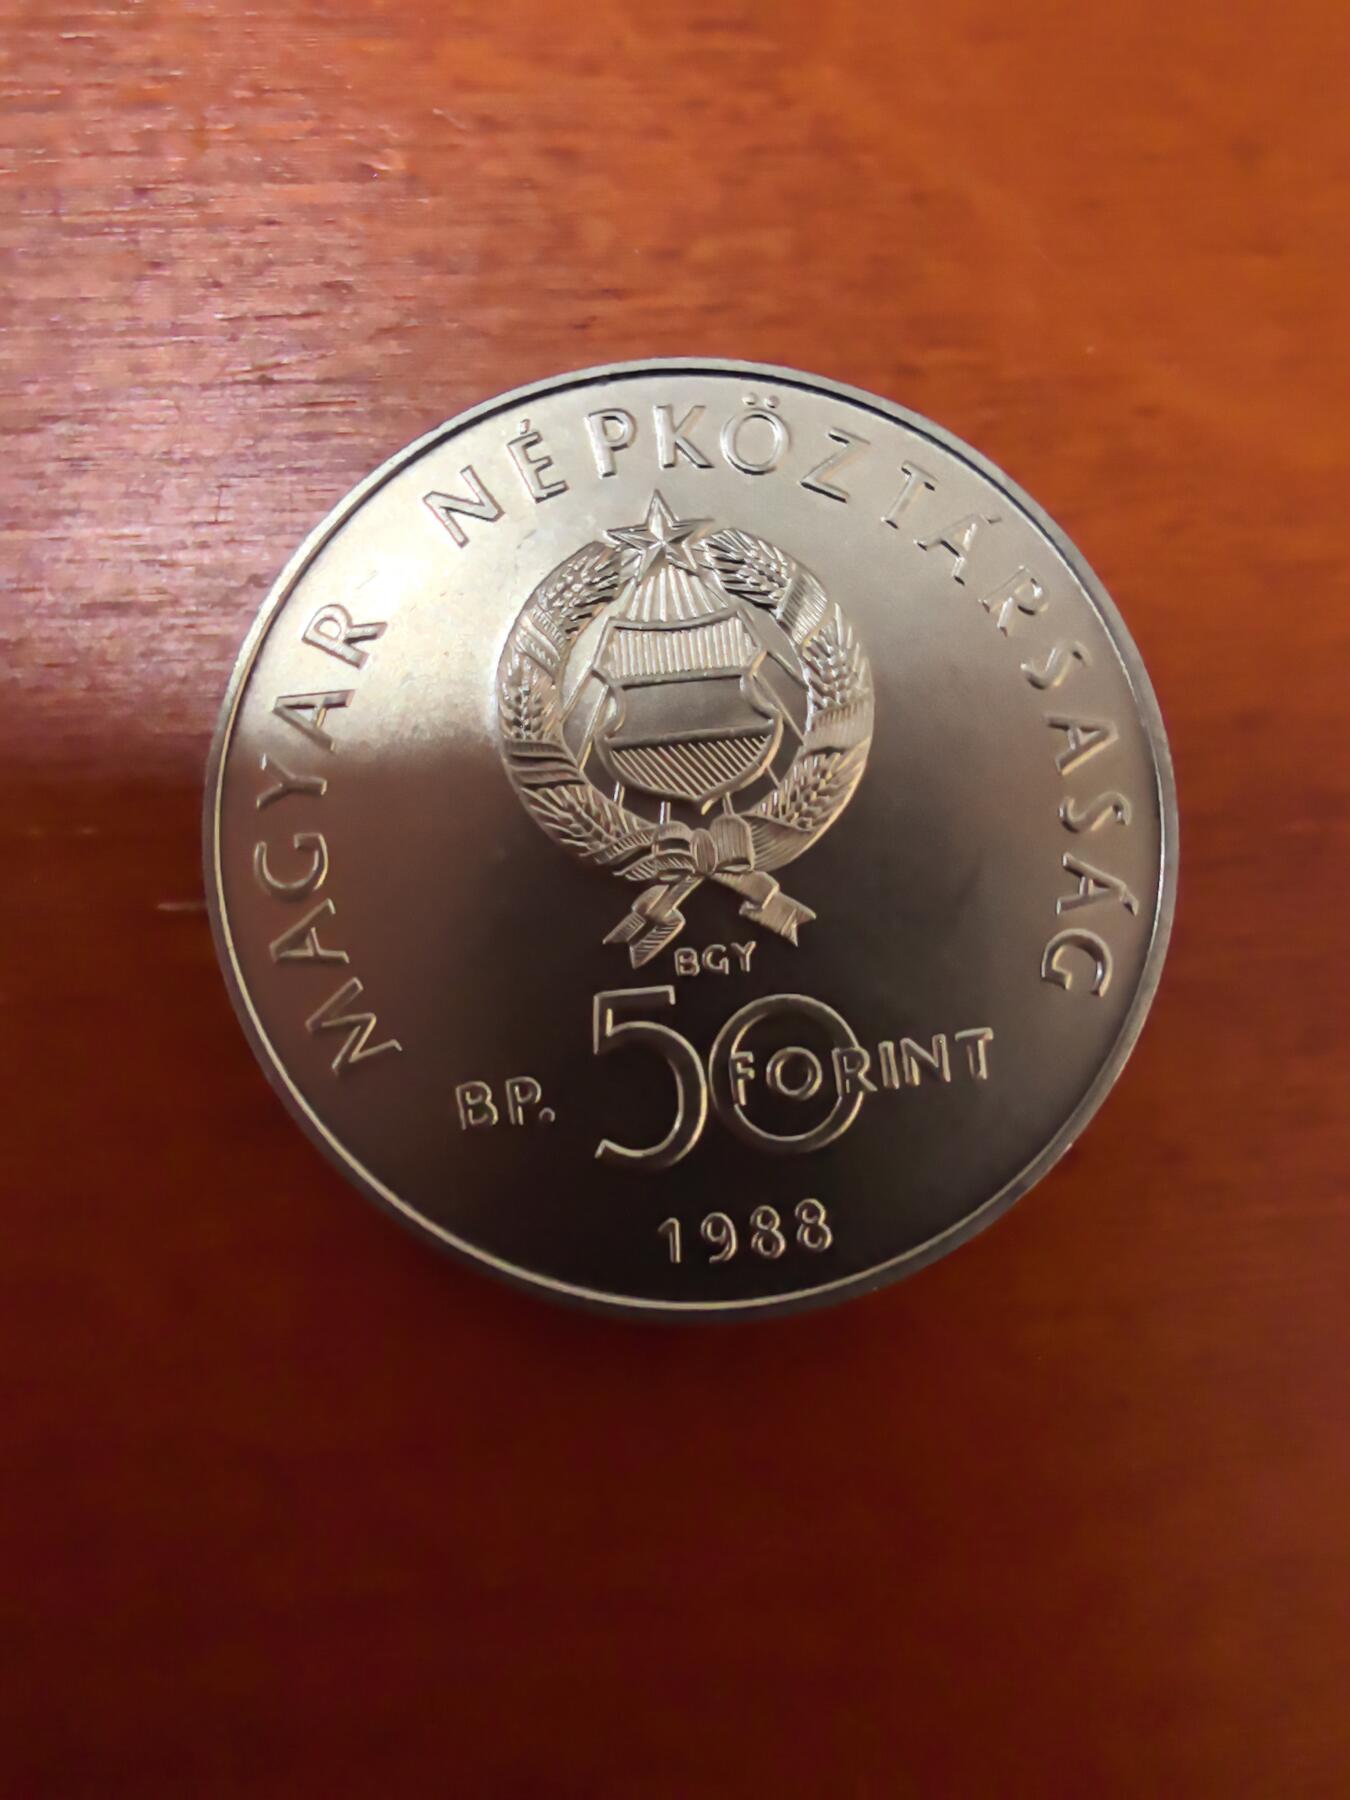 MAGYAR NÉPKÖZTÁRSASÁG
BGY
BP. 50 FORINT
1988